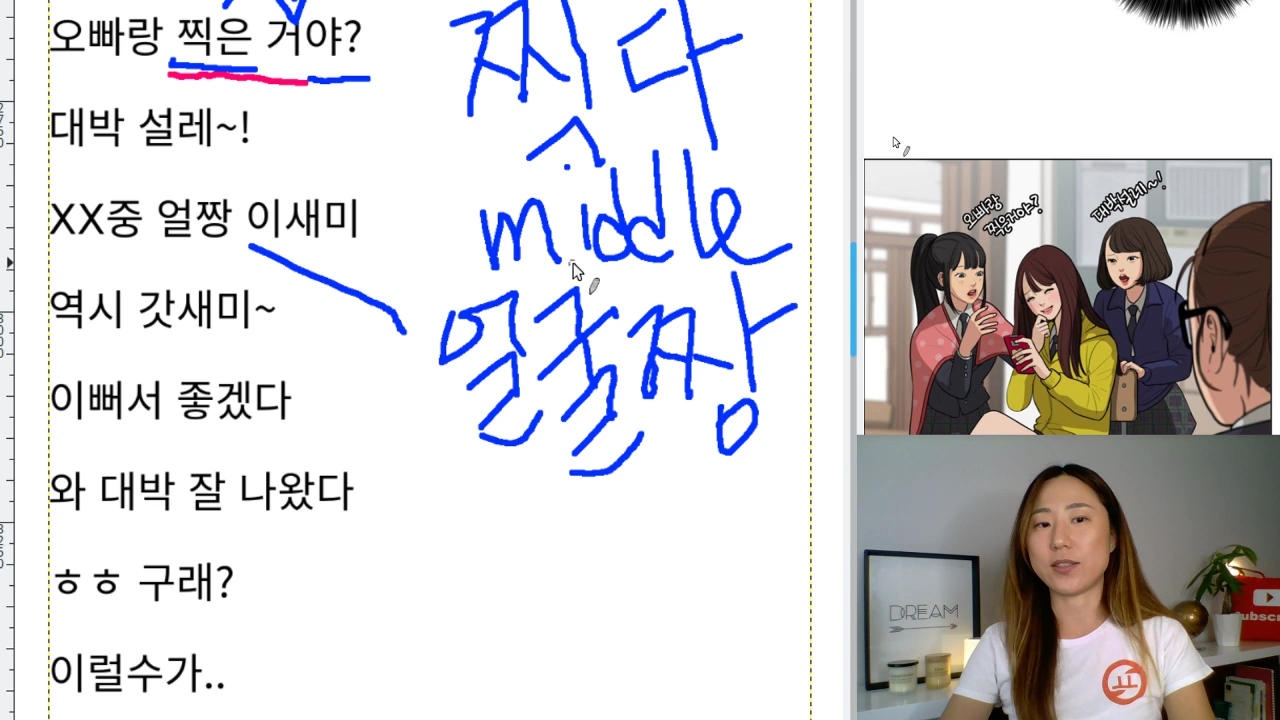 오빠랑 찍은 거야?
대박 설레~!
XX중 얼짱 이새미
역시 갓새미~
이뻐서 좋겠다
와 대박 잘 나왔다
ㅎㅎ 구래?
이럴수가..
찌다
middle
얼굴짱
오빠랑
찍은거야?
대박설레~!
DREAM